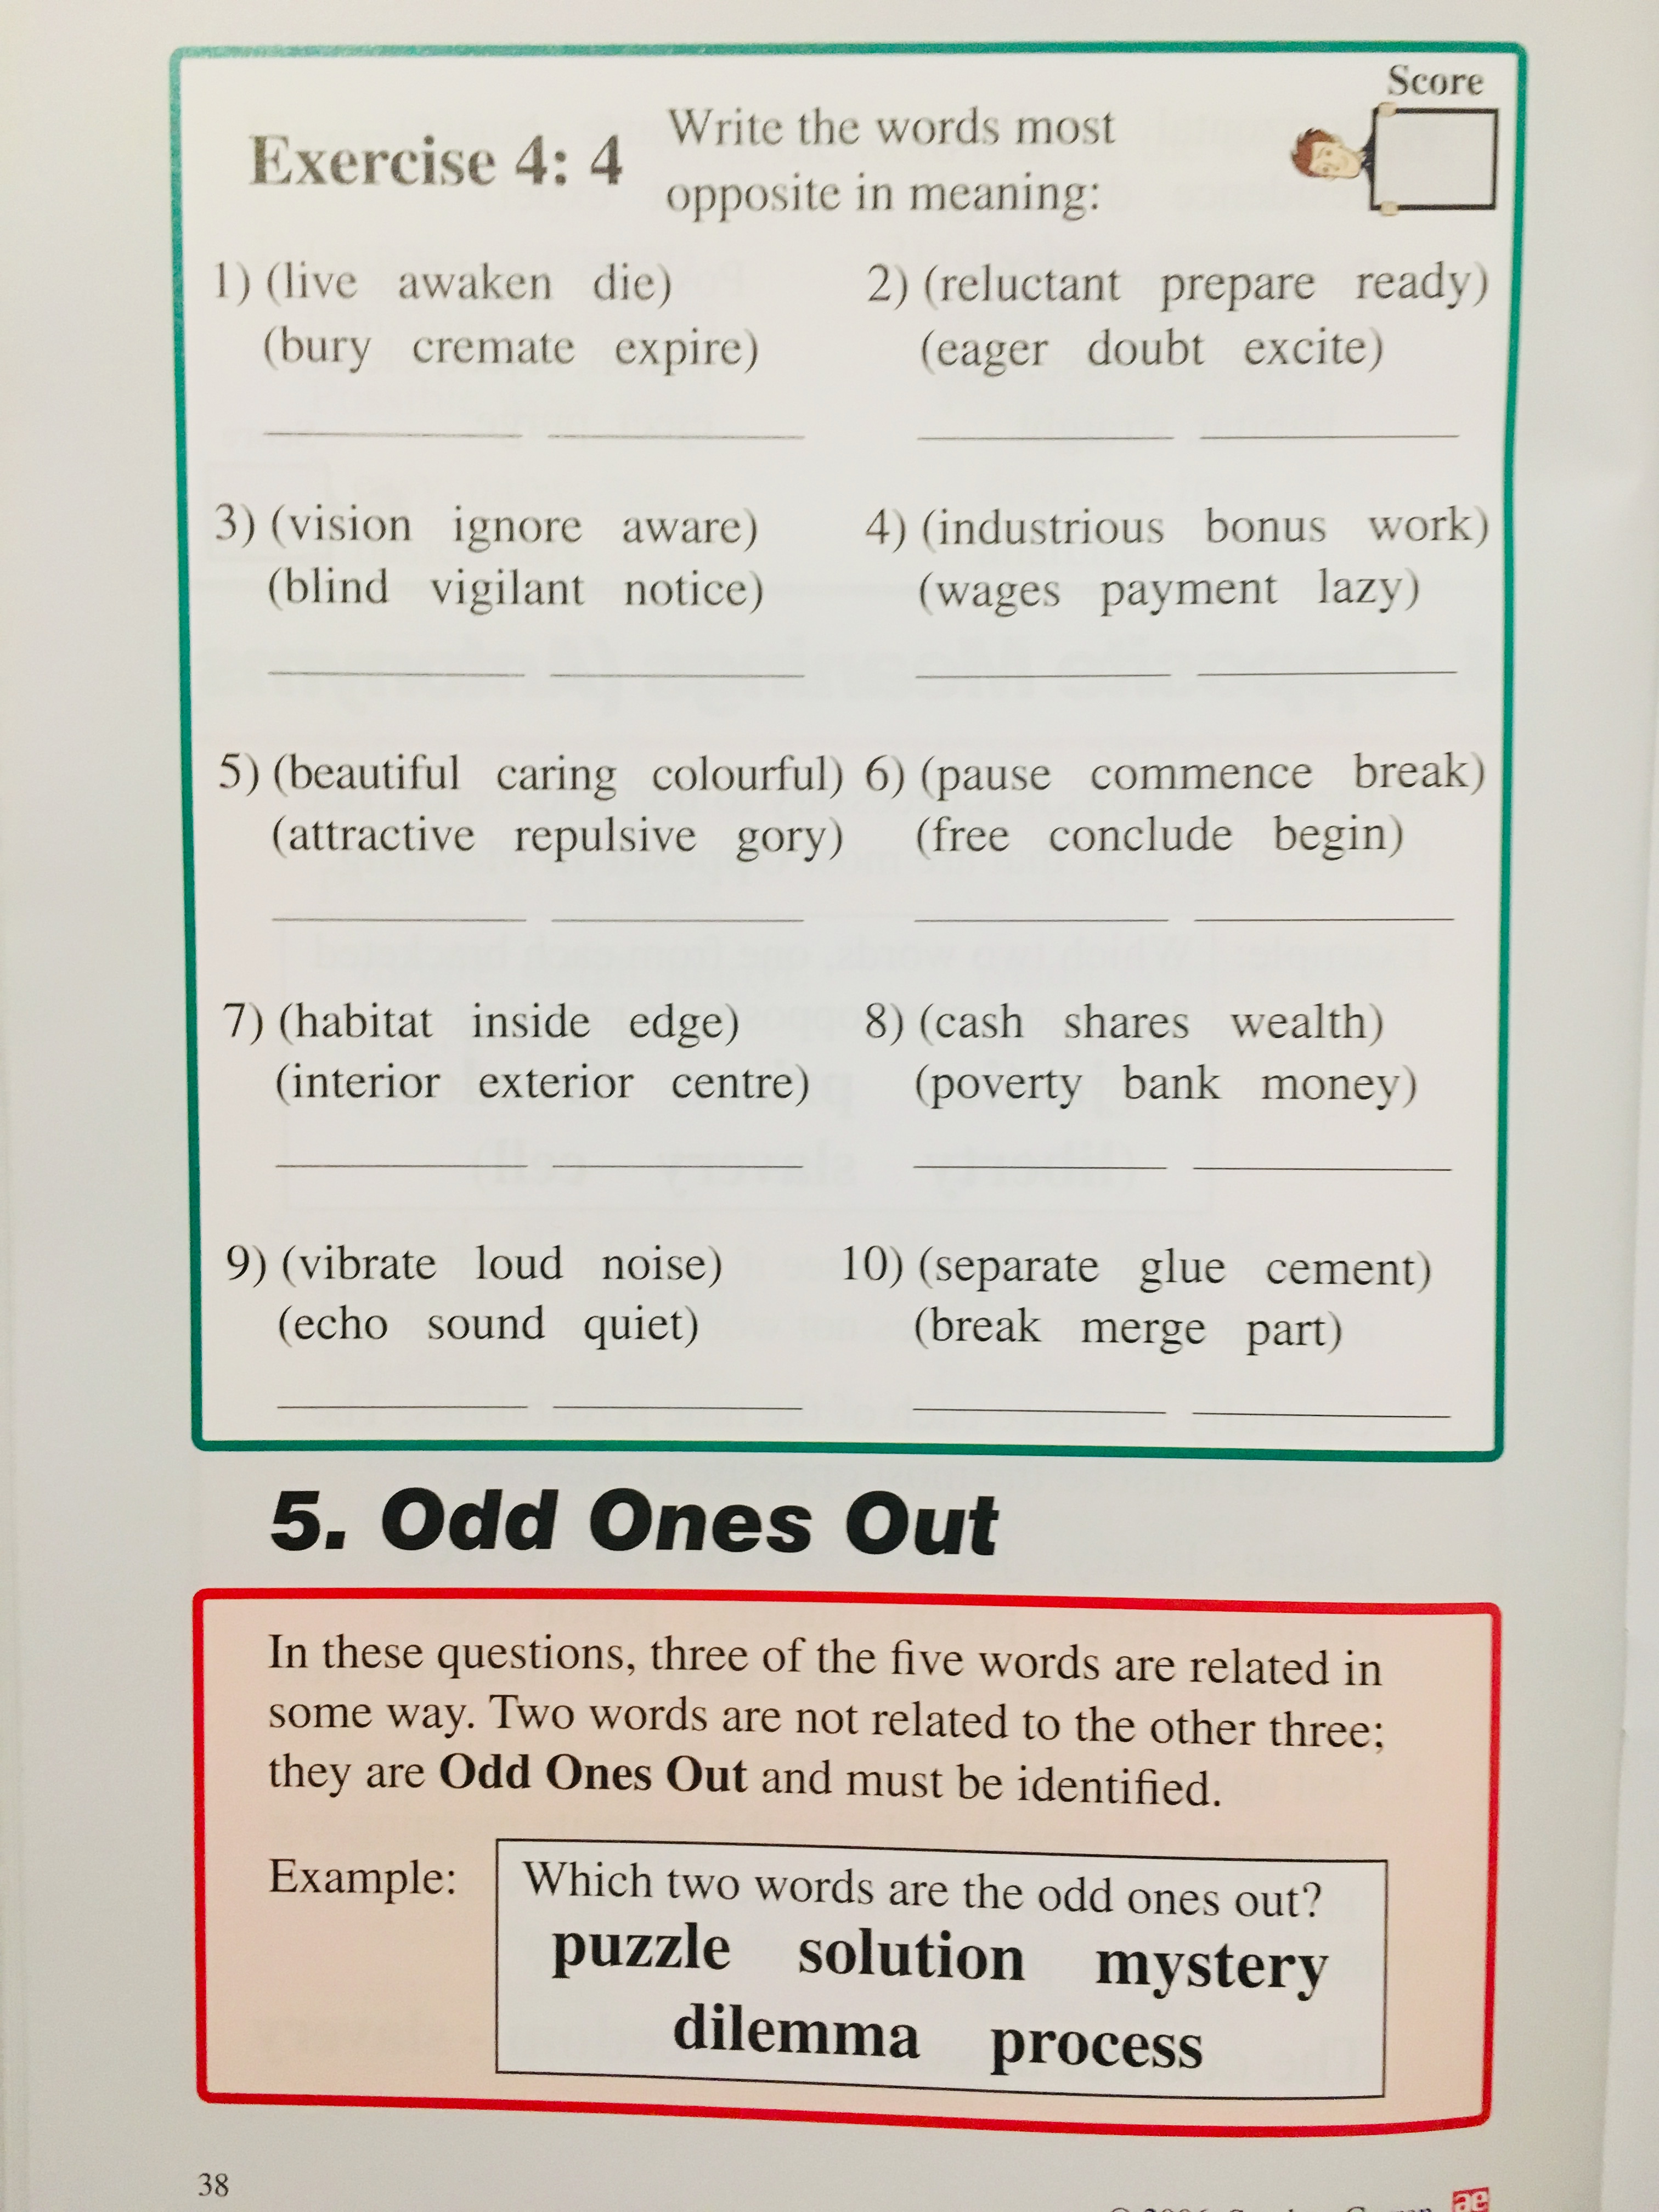 Score
Exercise 4: 4
Write the words most
opposite in meaning:
1) (live awaken die)
(bury cremate expire)
2) (reluctant prepare ready)
(eager doubt excite)
3) (vision ignore aware)
(blind vigilant notice)
4) (industrious bonus work)
(wages payment lazy)
5) (beautiful caring colourful)
(attractive repulsive gory)
6) (pause commence break)
(free conclude begin)
7) (habitat inside edge)
(interior exterior centre)
8) (cash shares wealth)
(poverty bank money)
9) (vibrate loud noise)
(echo sound quiet)
10) (separate glue cement)
(break merge part)
5. Odd Ones Out
In these questions, three of the five words are related in
some way. Two words are not related to the other three;
they are Odd Ones Out and must be identified.
Example:
Which two words are the odd ones out?
puzzle solution mystery
dilemma process
38
ae